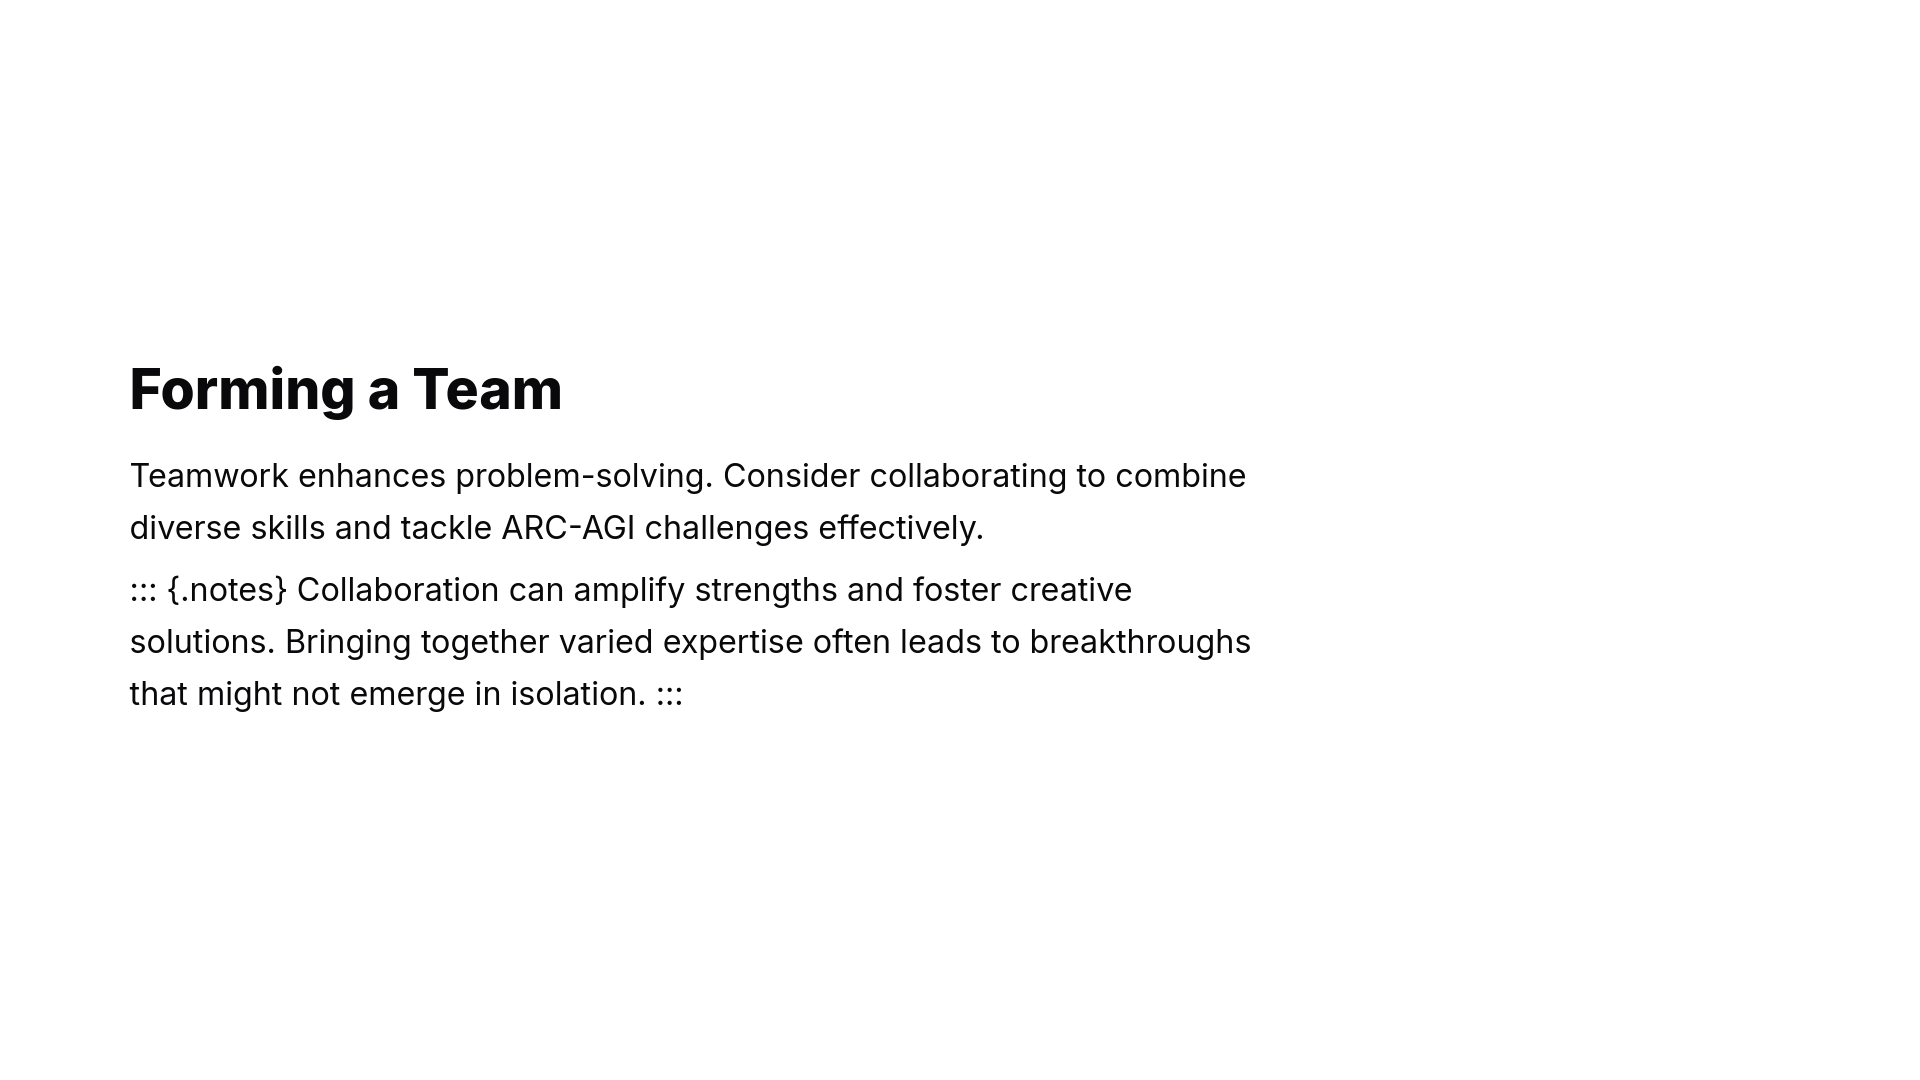 Forming a Team
Teamwork enhances problem-solving. Consider collaborating to combine
diverse skills and tackle ARC-AGI challenges effectively.
::: {.notes} Collaboration can amplify strengths and foster creative
solutions. Bringing together varied expertise often leads to breakthroughs
that might not emerge in isolation. :::